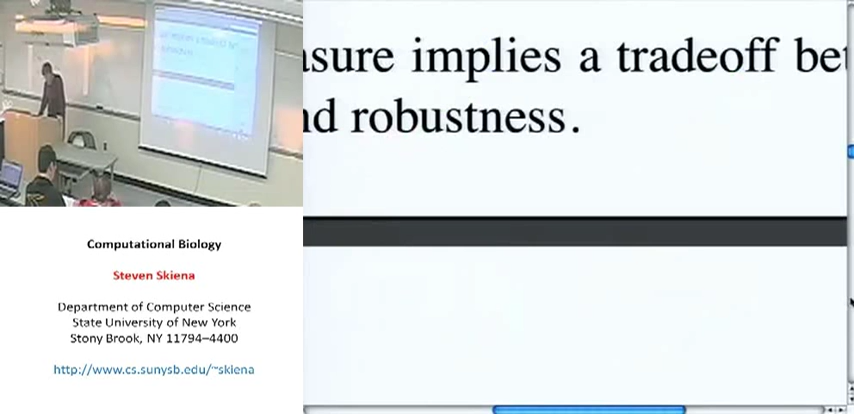 asure implies a tradeoff bet
nd robustness.
Computational Biology
Steven Skiena
Department of Computer Science
State University of New York
Stony Brook, NY 11794–4400
http://www.cs.sunysb.edu/~skiena